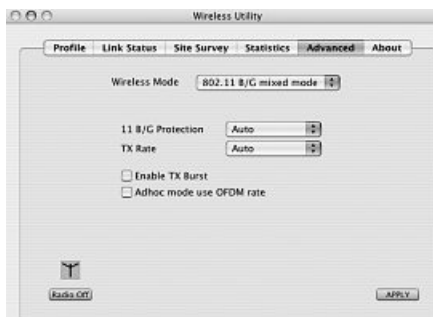 Wireless Utility
Profile Link Status Site Survey Statistics Advanced About
Wireless Mode 802.11 B/G mixed mode
11 B/G Protection Auto
TX Rate Auto
Enable TX Burst
Adhoc mode use OFDM rate
Radio Off
APPLY